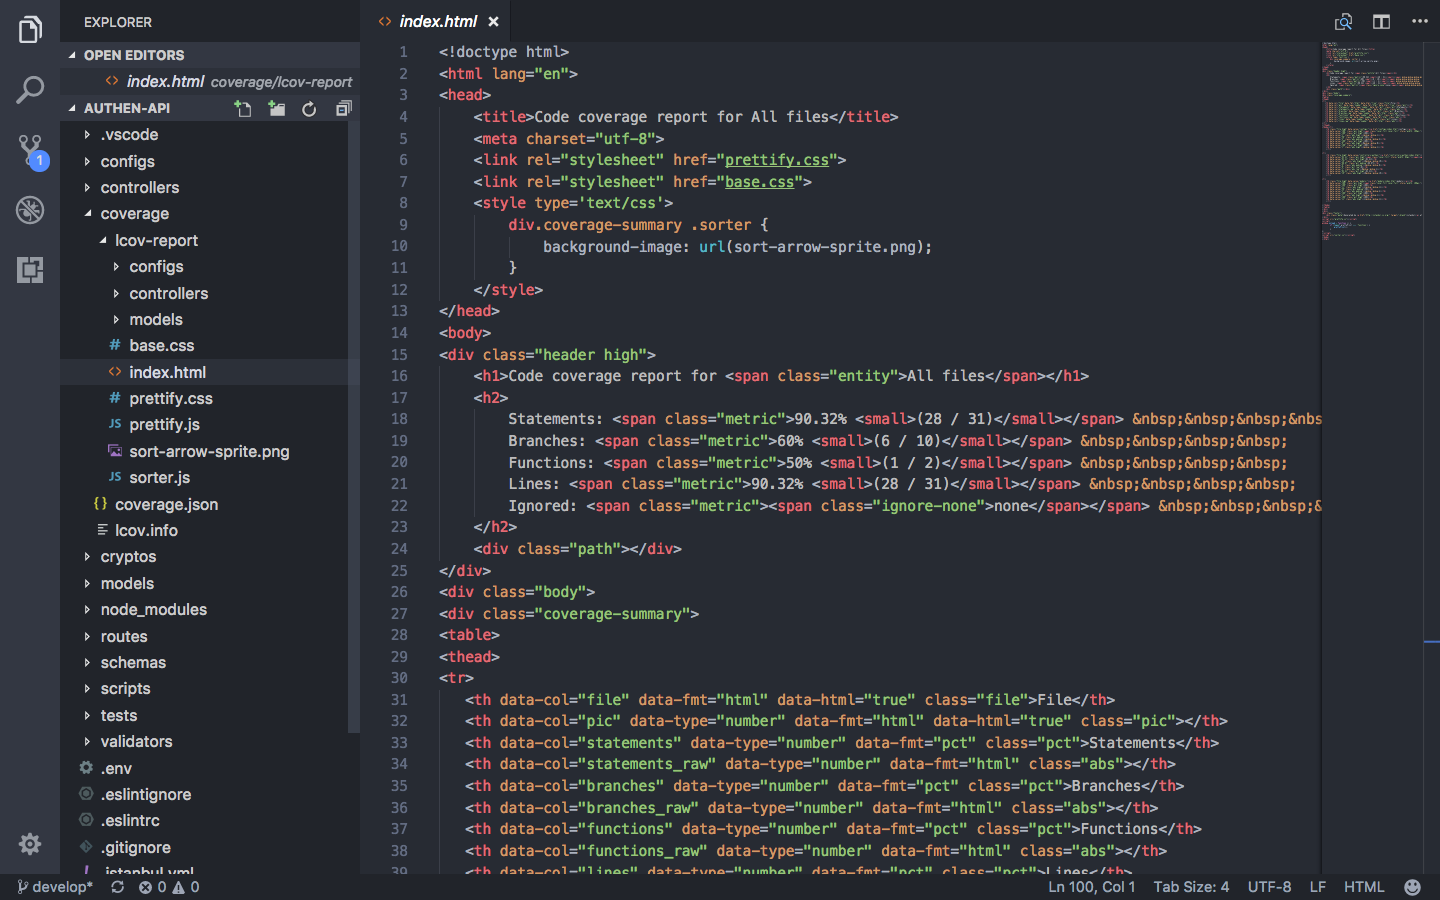 EXPLORER
OPEN EDITORS
index.html coverage/lcov-report
AUTHEN-API
.vscode
configs
controllers
coverage
lcov-report
configs
controllers
models
# base.css
<> index.html
# prettify.css
JS prettify.js
sort-arrow-sprite.png
JS sorter.js
{} coverage.json
lcov.info
cryptos
models
node_modules
routes
schemas
scripts
tests
validators
.env
.eslintignore
.eslintrc
.gitignore
.istanbul.yml
1
<> index.html ×
1 <!doctype html>
2 <html lang="en">
3 <head>
4 <title>Code coverage report for All files</title>
5 <meta charset="utf-8">
6 <link rel="stylesheet" href="prettify.css">
7 <link rel="stylesheet" href="base.css">
8 <style type='text/css'>
9 div.coverage-summary .sorter {
10 background-image: url(sort-arrow-sprite.png);
11 }
12 </style>
13 </head>
14 <body>
15 <div class="header high">
16 <h1>Code coverage report for <span class="entity">All files</span></h1>
17 <h2>
18 Statements: <span class="metric">90.32% <small>(28 / 31)</small></span> &nbsp;&nbsp;&nbsp;&nbs
19 Branches: <span class="metric">60% <small>(6 / 10)</small></span> &nbsp;&nbsp;&nbsp;&nbsp;
20 Functions: <span class="metric">50% <small>(1 / 2)</small></span> &nbsp;&nbsp;&nbsp;&nbsp;
21 Lines: <span class="metric">90.32% <small>(28 / 31)</small></span> &nbsp;&nbsp;&nbsp;&nbsp;
22 Ignored: <span class="metric"><span class="ignore-none">none</span></span> &nbsp;&nbsp;&nbsp;&
23 </h2>
24 <div class="path"></div>
25 </div>
26 <div class="body">
27 <div class="coverage-summary">
28 <table>
29 <thead>
30 <tr>
31 <th data-col="file" data-fmt="html" data-html="true" class="file">File</th>
32 <th data-col="pic" data-type="number" data-fmt="html" data-html="true" class="pic"></th>
33 <th data-col="statements" data-type="number" data-fmt="pct" class="pct">Statements</th>
34 <th data-col="statements_raw" data-type="number" data-fmt="html" class="abs"></th>
35 <th data-col="branches" data-type="number" data-fmt="pct" class="pct">Branches</th>
36 <th data-col="branches_raw" data-type="number" data-fmt="html" class="abs"></th>
37 <th data-col="functions" data-type="number" data-fmt="pct" class="pct">Functions</th>
38 <th data-col="functions_raw" data-type="number" data-fmt="html" class="abs"></th>
39 <th data-col="lines" data-type="number" data-fmt="pct" class="pct">Lines</th>
develop* 0 0
Ln 100, Col 1 Tab Size: 4 UTF-8 LF HTML